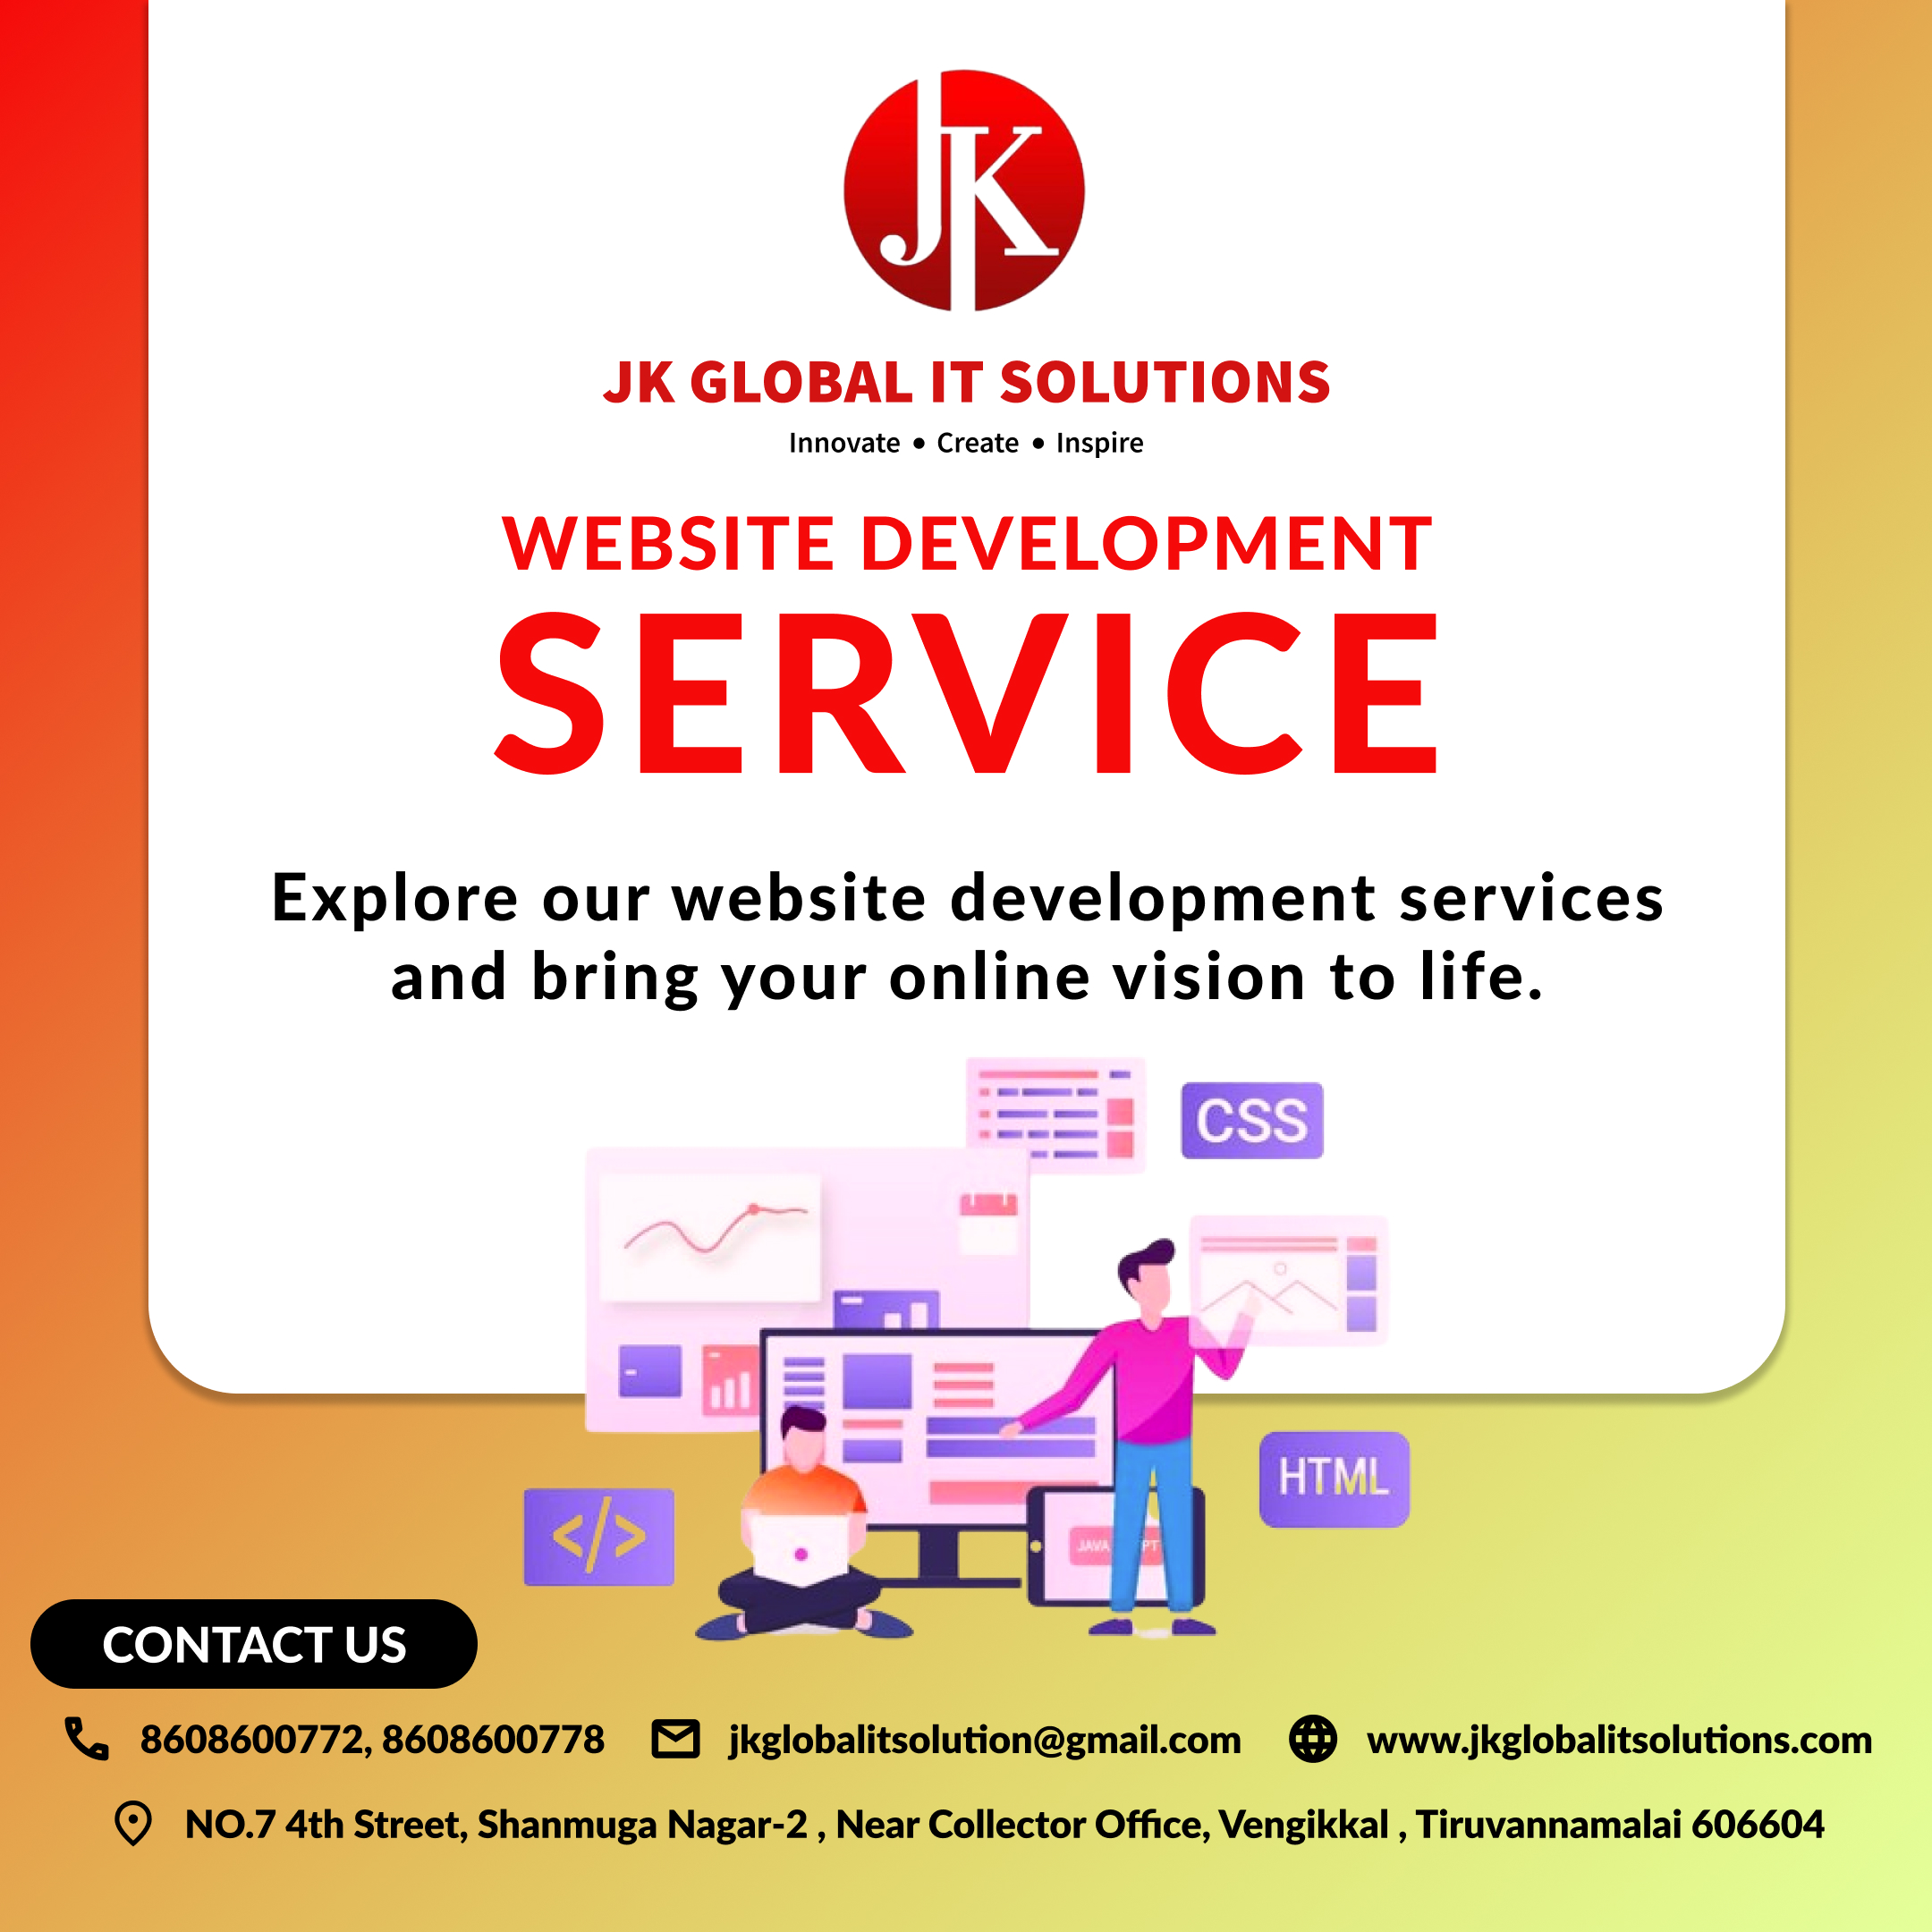 JK
JK GLOBAL IT SOLUTIONS
Innovate • Create • Inspire
WEBSITE DEVELOPMENT
SERVICE
Explore our website development services
and bring your online vision to life.
CSS
HTML
</>
JAVA PT
CONTACT US
8608600772, 8608600778 jkglobalitsolution@gmail.com www.jkglobalitsolutions.com
NO.7 4th Street, Shanmuga Nagar-2 , Near Collector Office, Vengikkal , Tiruvannamalai 606604